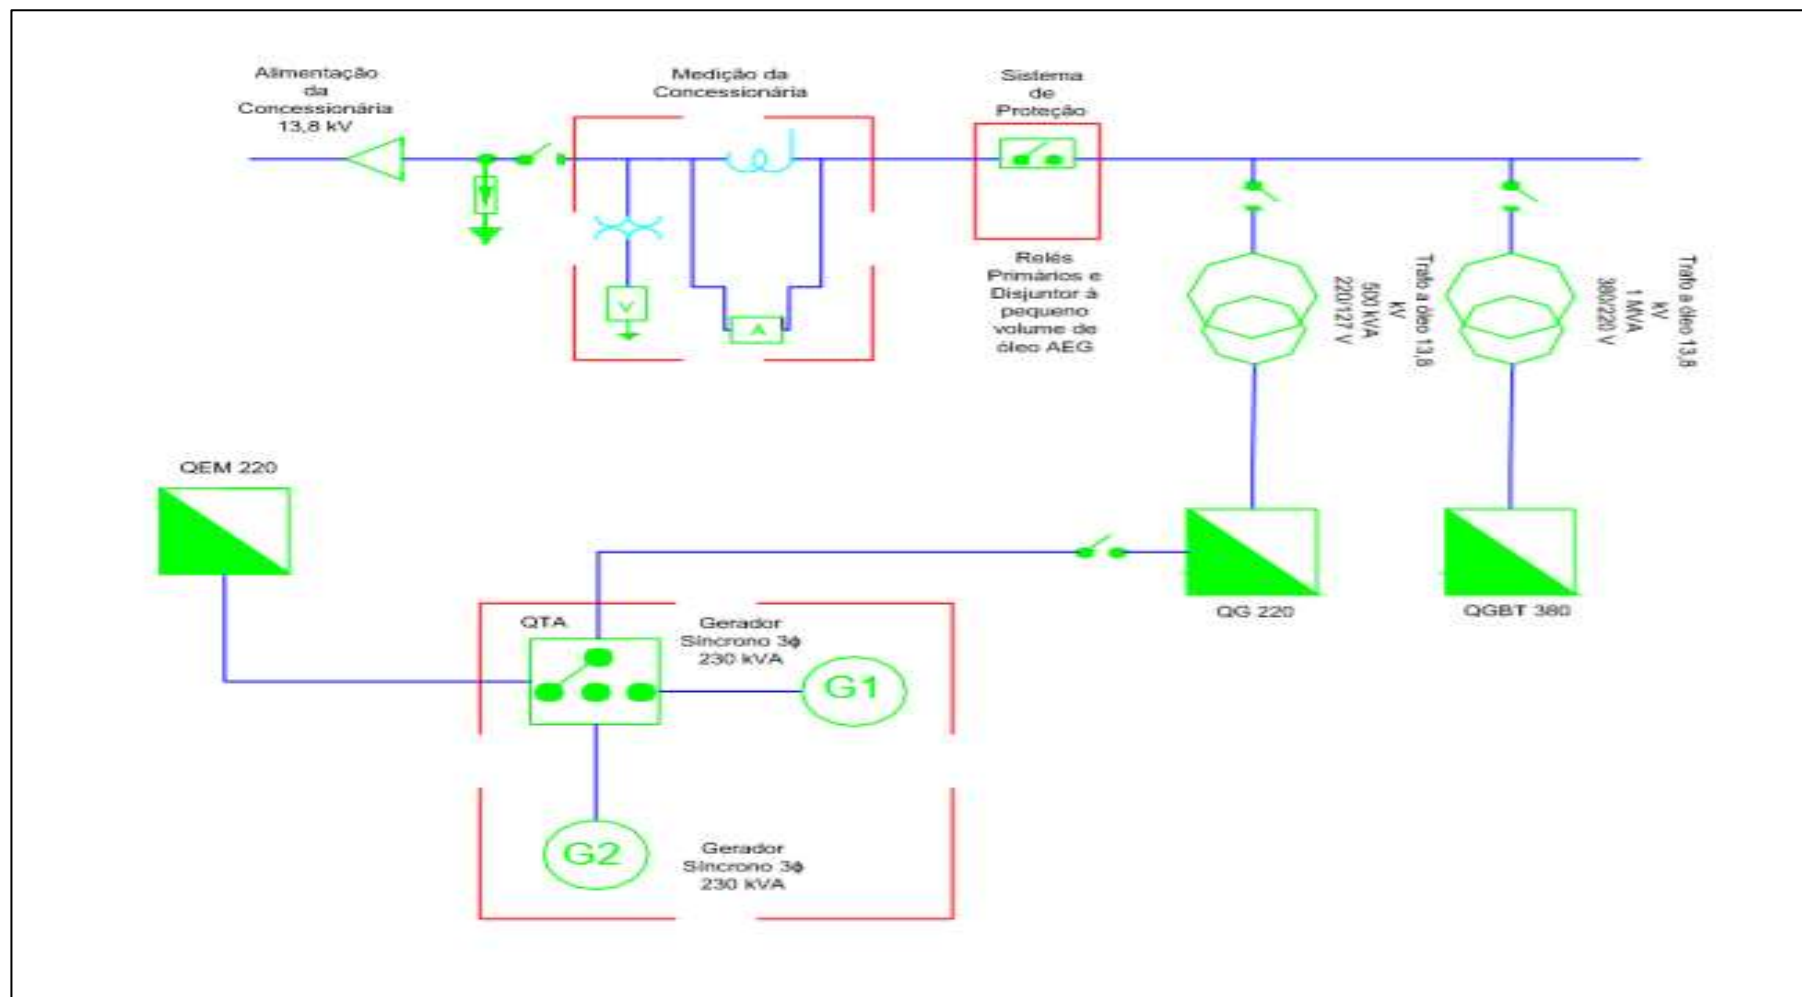 Alimentação
da
Concessionária
13,8 kV
Medição da
Concessionária
Sistema
de
Proteção
V
A
Relés
Primários e
Disjuntor à
pequeno
volume de
óleo AEG
Trafo a óleo 13,8
kV
500 kVA
220/127 V
Trafo a óleo 13,8
kV
1 MVA
380/220 V
QEM 220
QG 220
QGBT 380
QTA
Gerador
Síncrono 3ϕ
230 kVA
G1
G2
Gerador
Síncrono 3ϕ
230 kVA